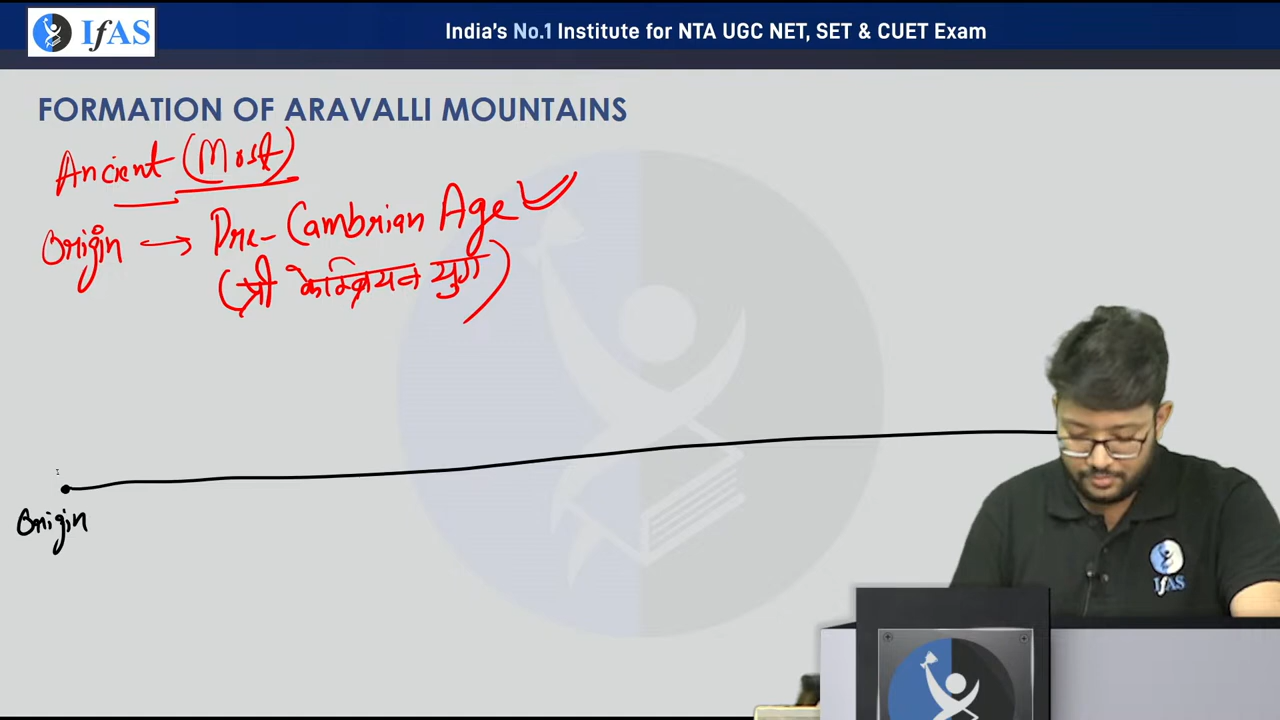 IfAS
India's No.1 Institute for NTA UGC NET, SET & CUET Exam
FORMATION OF ARAVALLI MOUNTAINS
Ancient (Most)
Origin → Pre-Cambrian Age
(प्री केम्ब्रियन युग)
Origin
IfAS